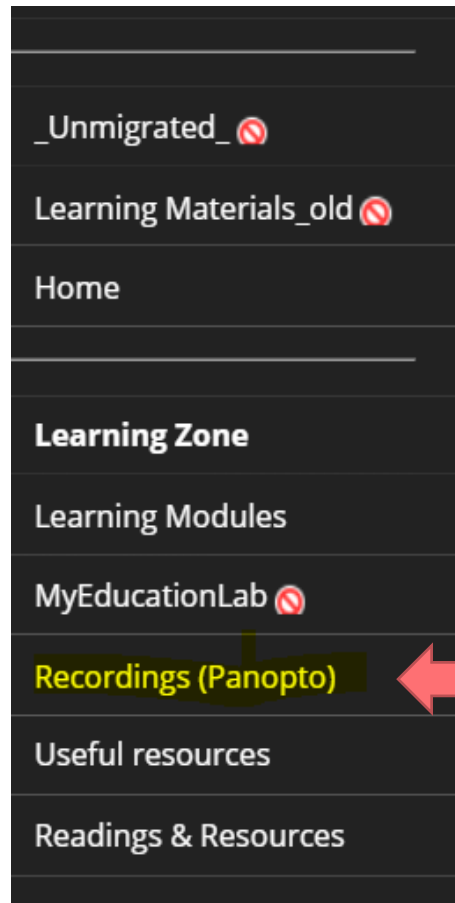 _Unmigrated_
Learning Materials_old
Home
Learning Zone
Learning Modules
MyEducationLab
Recordings (Panopto)
Useful resources
Readings & Resources